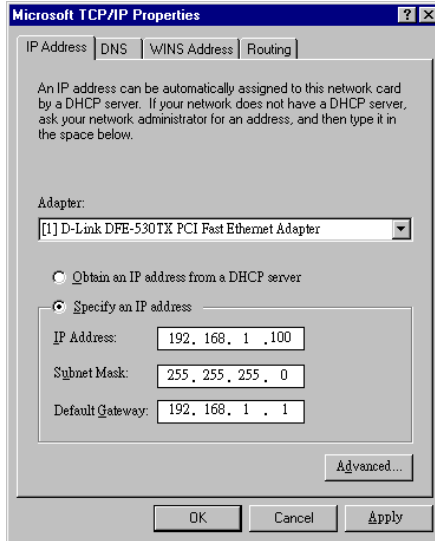 Microsoft TCP/IP Properties
IP Address DNS WINS Address Routing
An IP address can be automatically assigned to this network card
by a DHCP server. If your network does not have a DHCP server,
ask your network administrator for an address, and then type it in
the space below.
Adapter:
[1] D-Link DFE-530TX PCI Fast Ethernet Adapter
Obtain an IP address from a DHCP server
Specify an IP address
IP Address: 192. 168. 1 .100
Subnet Mask: 255. 255. 255. 0
Default Gateway: 192. 168. 1 . 1
Advanced...
OK Cancel Apply